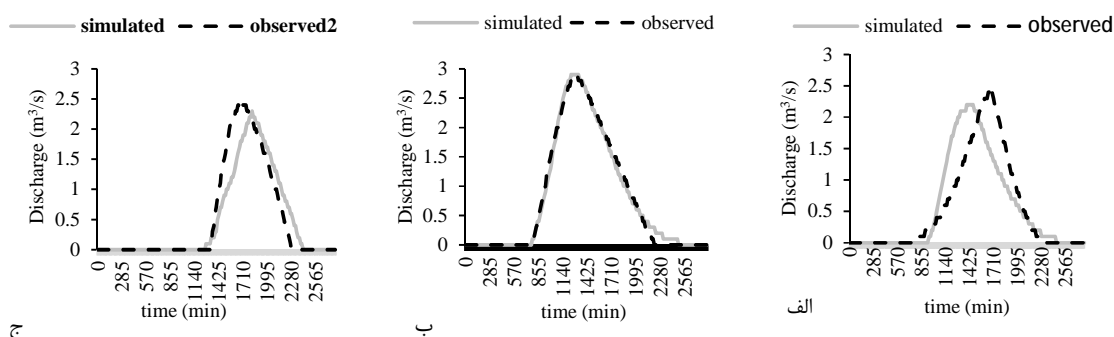 simulated observed2
3
2.5
2
1.5
1
0.5
0
Discharge (m³/s)
0 285 570 855 1140 1425 1710 1995 2280 2565
time (min)
ج
simulated observed
3
2.5
2
1.5
1
0.5
0
Discharge (m³/s)
0 285 570 855 1140 1425 1710 1995 2280 2565
time (min)
ب
simulated observed
3
2.5
2
1.5
1
0.5
0
Discharge (m³/s)
0 285 570 855 1140 1425 1710 1995 2280 2565
time (min)
الف